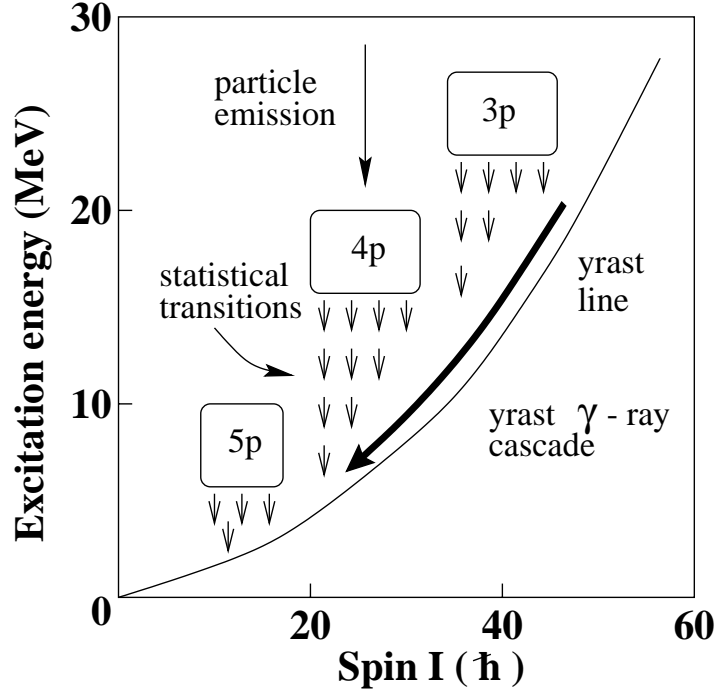 30
particle
emission
3p
20
4p
statistical
transitions
yrast
line
10
5p
yrast γ - ray
cascade
Excitation energy (MeV)
0
20
40
60
Spin I (ħ)